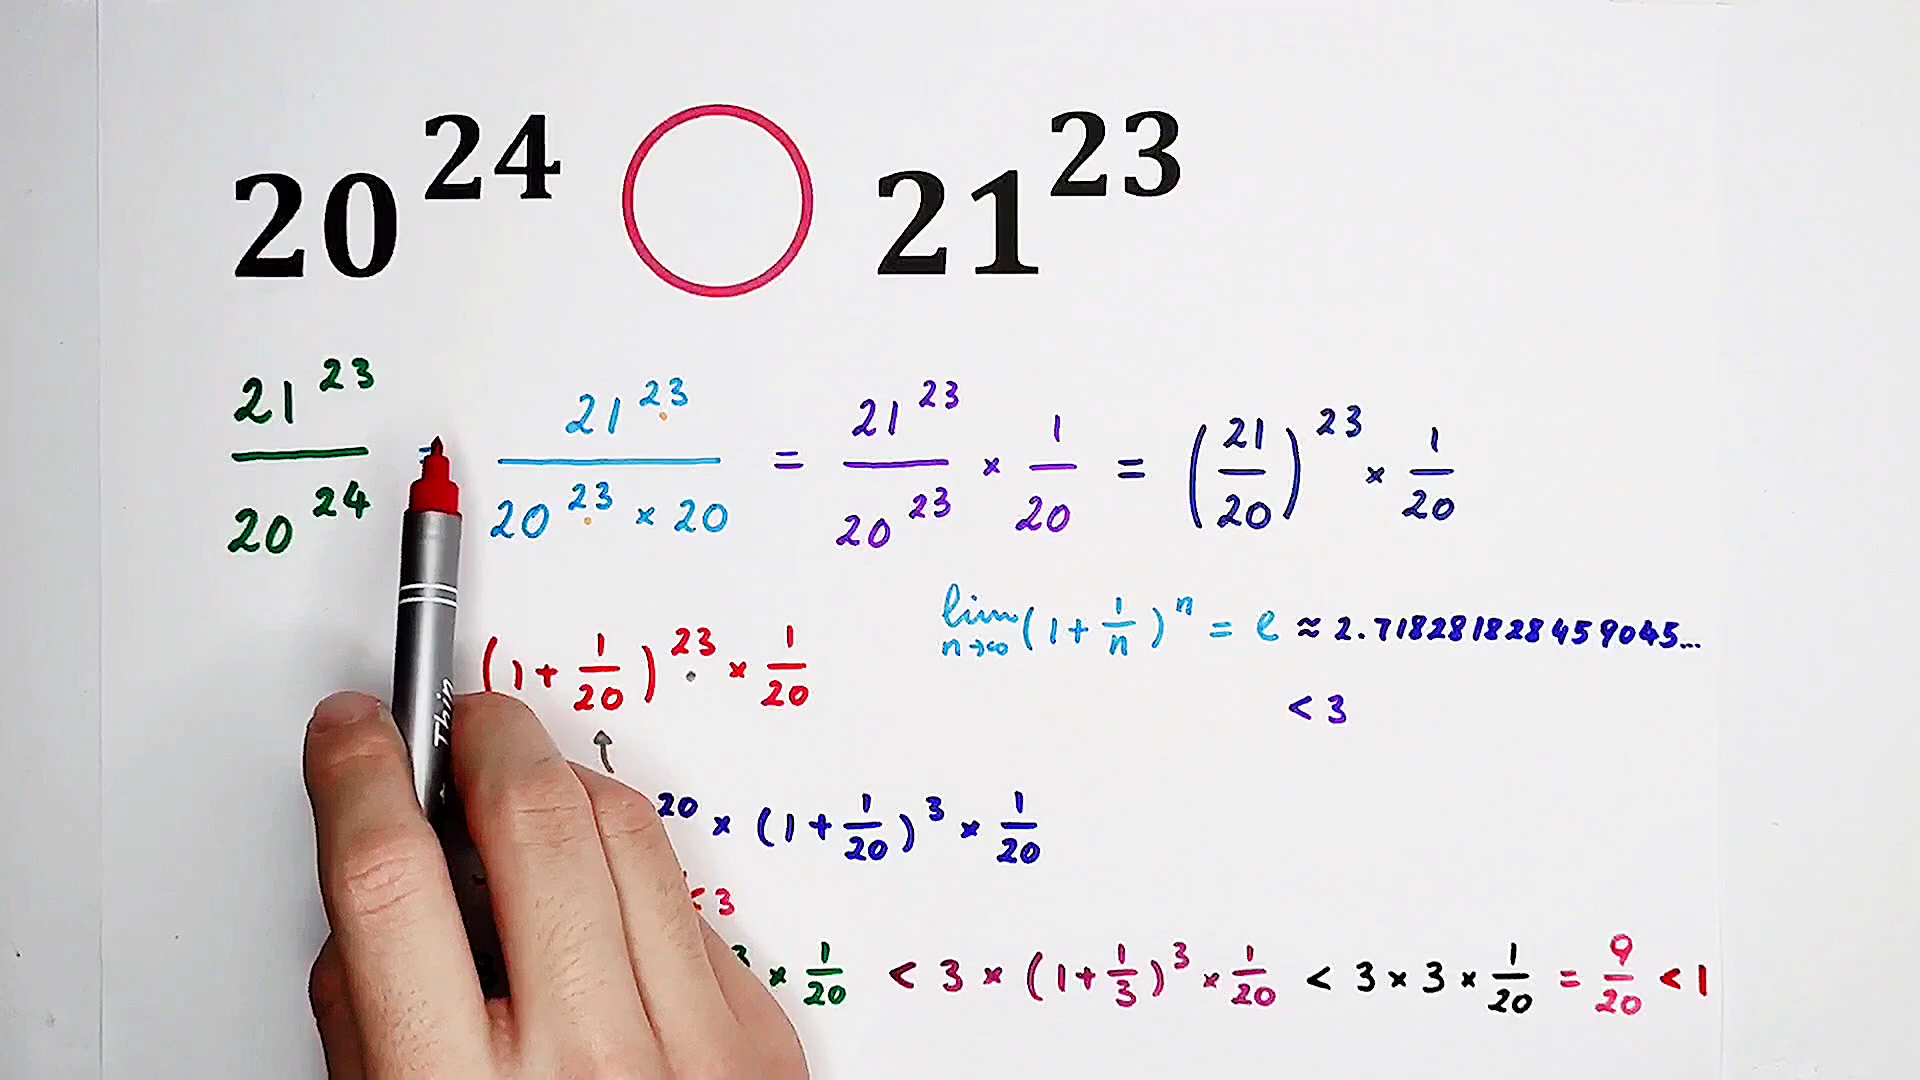 20^24 ○ 21^23
21^23/20^24 = 21^23/(20^23 × 20) = 21^23/20^23 × 1/20 = (21/20)^23 × 1/20
(1 + 1/20)^23 × 1/20
lim n→∞ (1 + 1/n)^n = e ≈ 2.718281828459045...
< 3
20 × (1 + 1/20)^3 × 1/20
< 3
3 × 1/20 < 3 × (1 + 1/3)^3 × 1/20 < 3 × 3 × 1/20 = 9/20 < 1
Thin